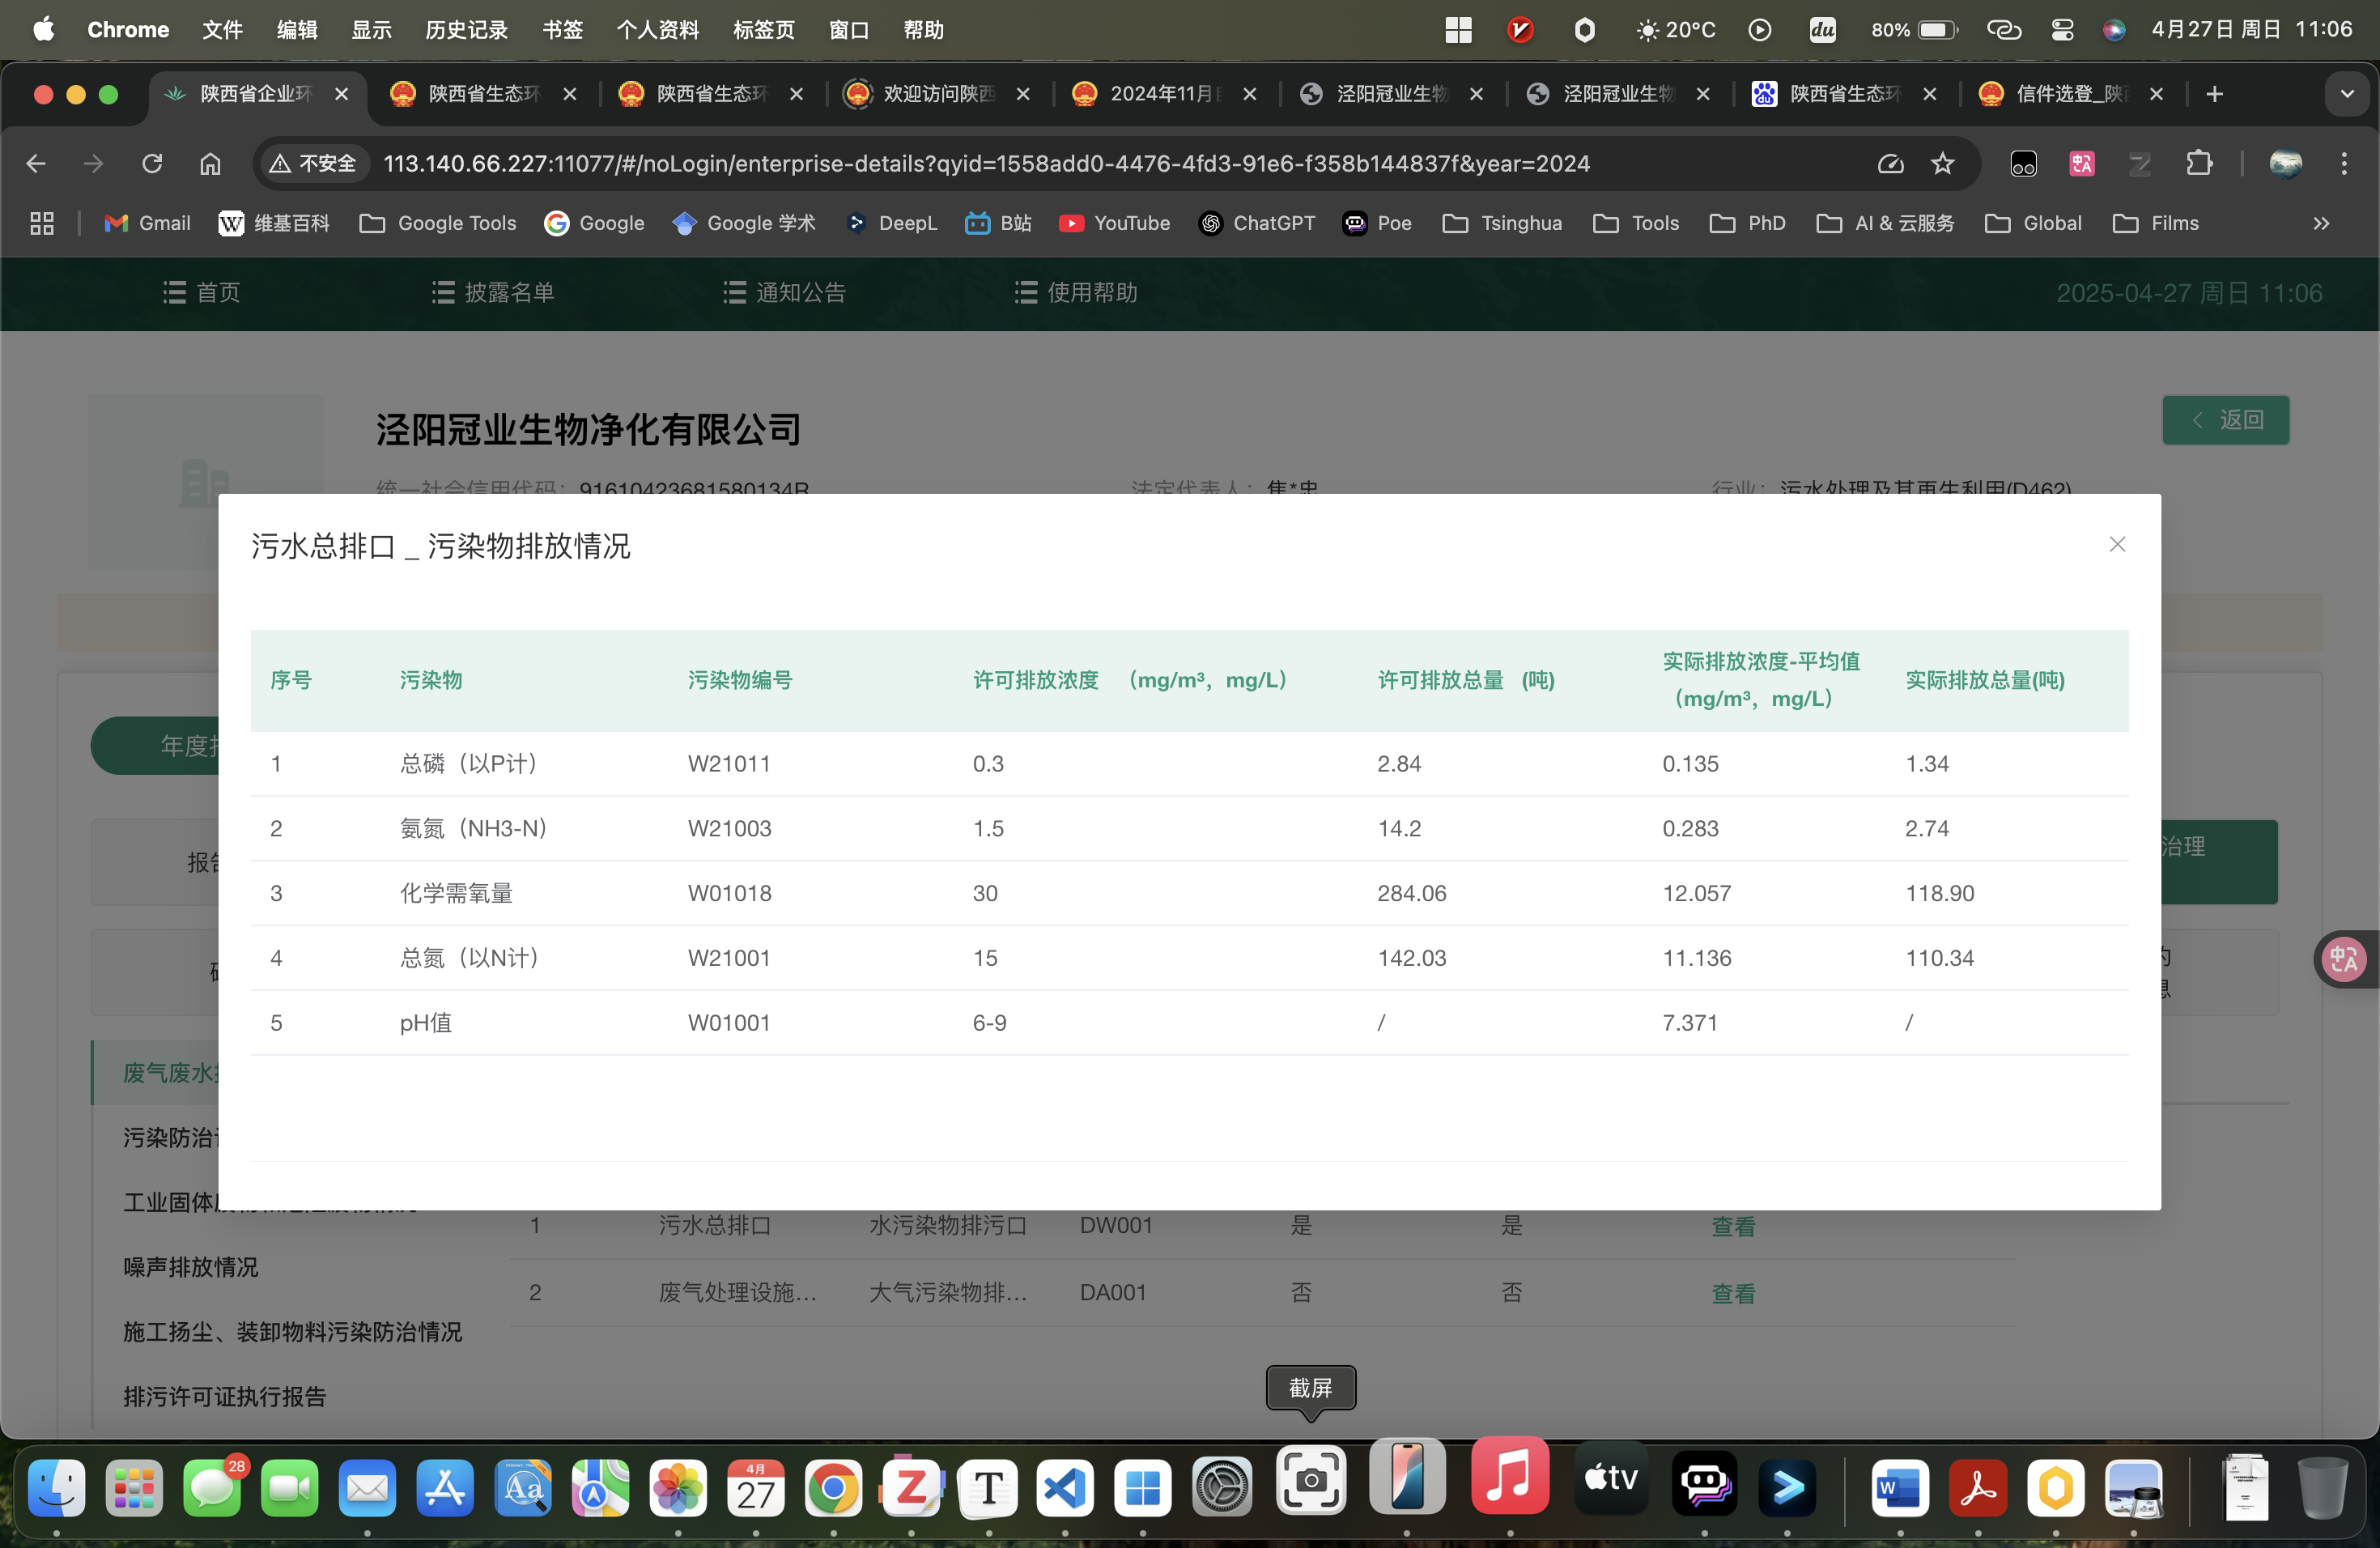 Chrome 文件 编辑 显示 历史记录 书签 个人资料 标签页 窗口 帮助 20°C du 80% 4月27日 周日 11:06
陕西省企业环 陕西省生态环 陕西省生态环 欢迎访问陕西 2024年11月 泾阳冠业生物 泾阳冠业生物 du 陕西省生态环 信件选登_陕
不安全 113.140.66.227:11077/#/noLogin/enterprise-details?qyid=1558add0-4476-4fd3-91e6-f358b144837f&year=2024
Gmail W 维基百科 Google Tools Google Google 学术 DeepL B站 YouTube ChatGPT Poe Tsinghua Tools PhD AI & 云服务 Global Films
首页 披露名单 通知公告 使用帮助 2025-04-27 周日 11:06
泾阳冠业生物净化有限公司 返回
统一社会信用代码： 91610423681580134R 法定代表人： 隹*忠 行业： 污水处理及其再生利用(D462)
污水总排口 _ 污染物排放情况
序号 污染物 污染物编号 许可排放浓度 （mg/m³，mg/L） 许可排放总量 (吨) 实际排放浓度-平均值 实际排放总量(吨)
（mg/m³，mg/L）
1 总磷（以P计） W21011 0.3 2.84 0.135 1.34
2 氨氮（NH3-N） W21003 1.5 14.2 0.283 2.74
3 化学需氧量 W01018 30 284.06 12.057 118.90
4 总氮（以N计） W21001 15 142.03 11.136 110.34
5 pH值 W01001 6-9 / 7.371 /
年度
报
治理
中A
废气废水
污染防治
工业固体
1 污水总排口 水污染物排污口 DW001 是 是 查看
噪声排放情况
2 废气处理设施... 大气污染物排... DA001 否 否 查看
施工扬尘、装卸物料污染防治情况
排污许可证执行报告
截屏
28 4月 27 tv